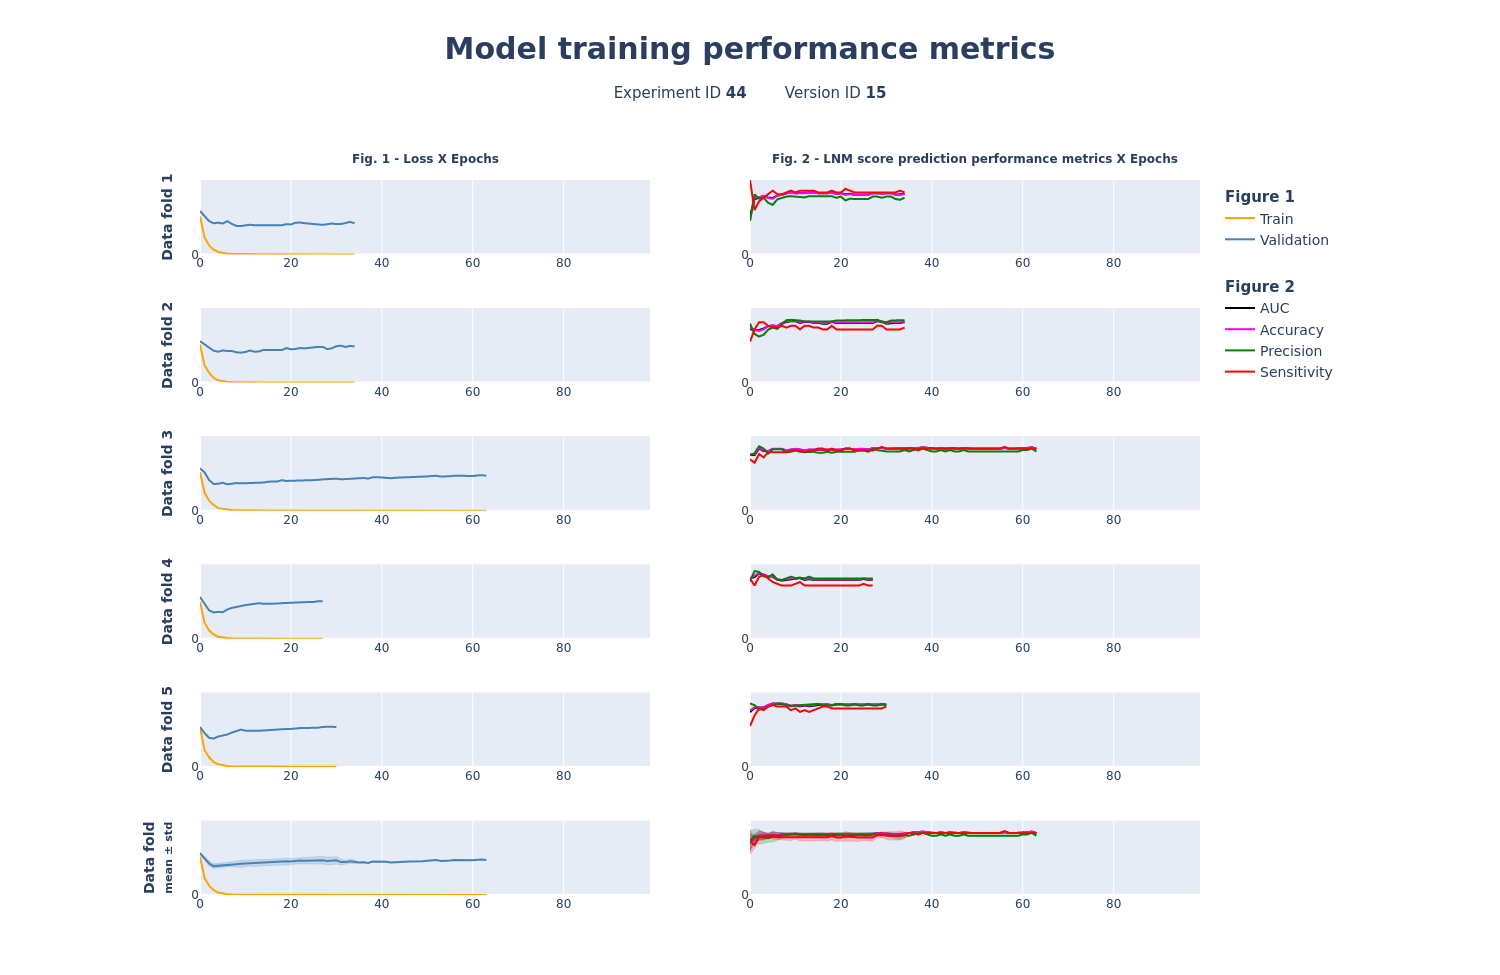 Model training performance metrics
Experiment ID 44 Version ID 15
Fig. 1 - Loss X Epochs
Fig. 2 - LNM score prediction performance metrics X Epochs
Data fold 1
0
0 20 40 60 80
0
0 20 40 60 80
Figure 1
Train
Validation
Figure 2
AUC
Accuracy
Precision
Sensitivity
Data fold 2
0
0 20 40 60 80
0
0 20 40 60 80
Data fold 3
0
0 20 40 60 80
0
0 20 40 60 80
Data fold 4
0
0 20 40 60 80
0
0 20 40 60 80
Data fold 5
0
0 20 40 60 80
0
0 20 40 60 80
Data fold
mean ± std
0
0 20 40 60 80
0
0 20 40 60 80